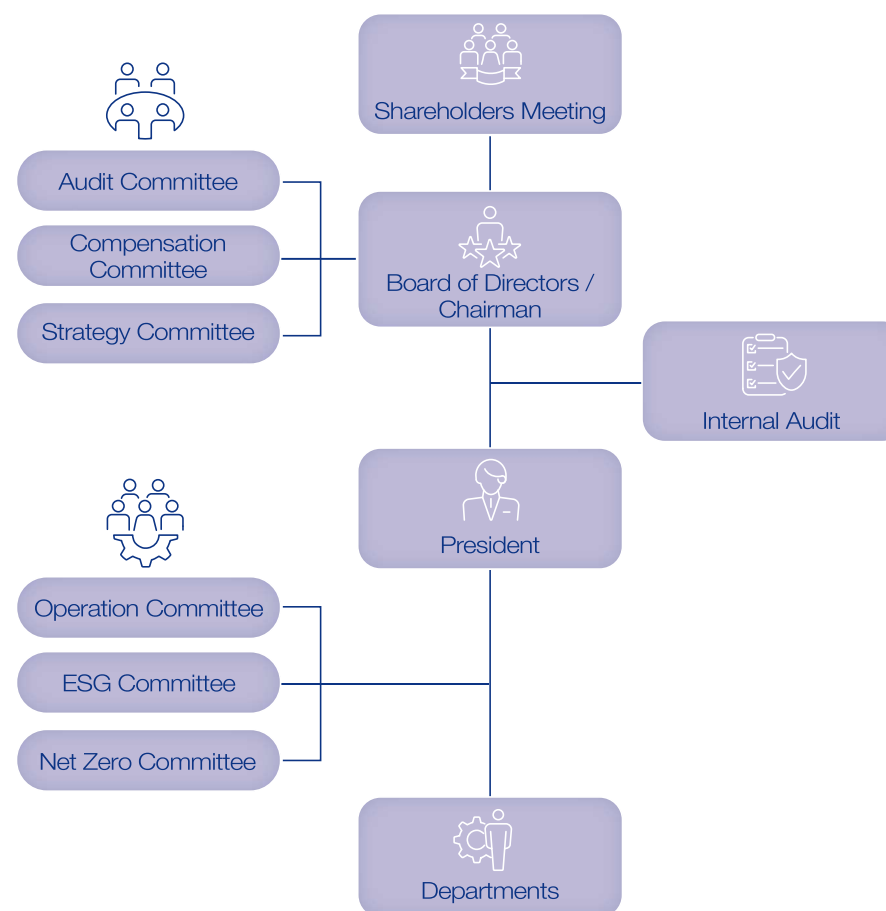 Shareholders Meeting
Audit Committee
Compensation
Committee
Strategy Committee
Board of Directors /
Chairman
Internal Audit
President
Operation Committee
ESG Committee
Net Zero Committee
Departments